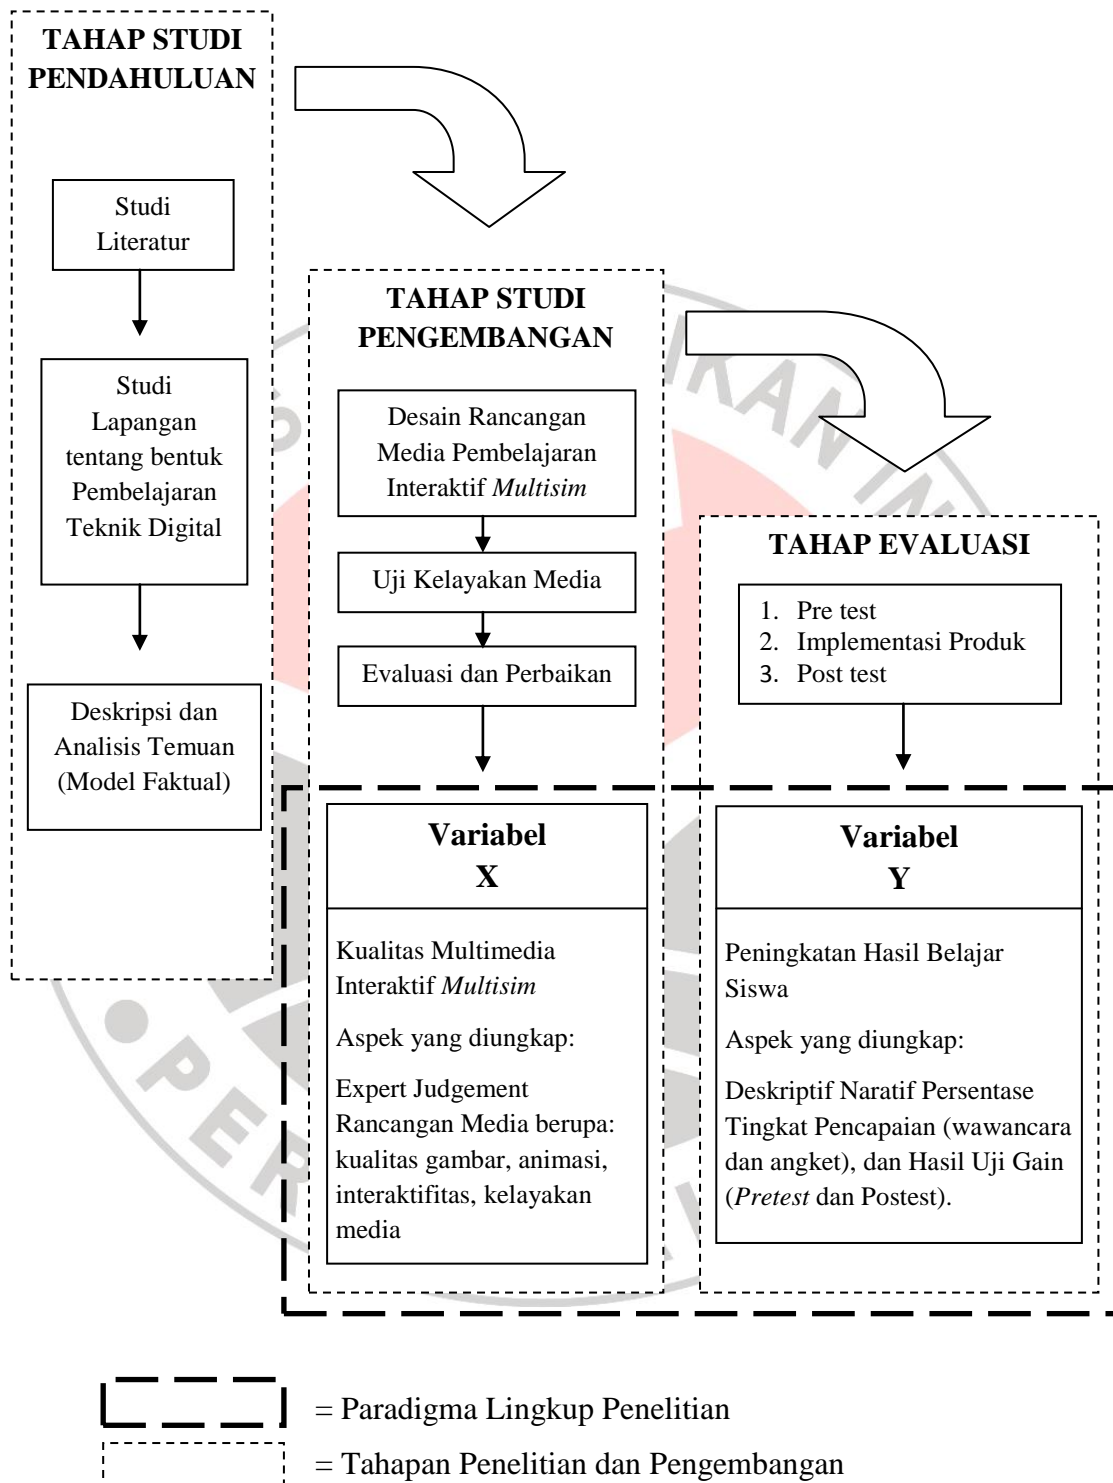 TAHAP STUDI
PENDAHULUAN
Studi
Literatur
Studi
Lapangan
tentang bentuk
Pembelajaran
Teknik Digital
Deskripsi dan
Analisis Temuan
(Model Faktual)
TAHAP STUDI
PENGEMBANGAN
Desain Rancangan
Media Pembelajaran
Interaktif Multisim
Uji Kelayakan Media
Evaluasi dan Perbaikan
Variabel
X
Kualitas Multimedia
Interaktif Multisim
Aspek yang diungkap:
Expert Judgement
Rancangan Media berupa:
kualitas gambar, animasi,
interaktifitas, kelayakan
media
TAHAP EVALUASI
1. Pre test
2. Implementasi Produk
3. Post test
Variabel
Y
Peningkatan Hasil Belajar
Siswa
Aspek yang diungkap:
Deskriptif Naratif Persentase
Tingkat Pencapaian (wawancara
dan angket), dan Hasil Uji Gain
(Pretest dan Postest).
= Paradigma Lingkup Penelitian
= Tahapan Penelitian dan Pengembangan